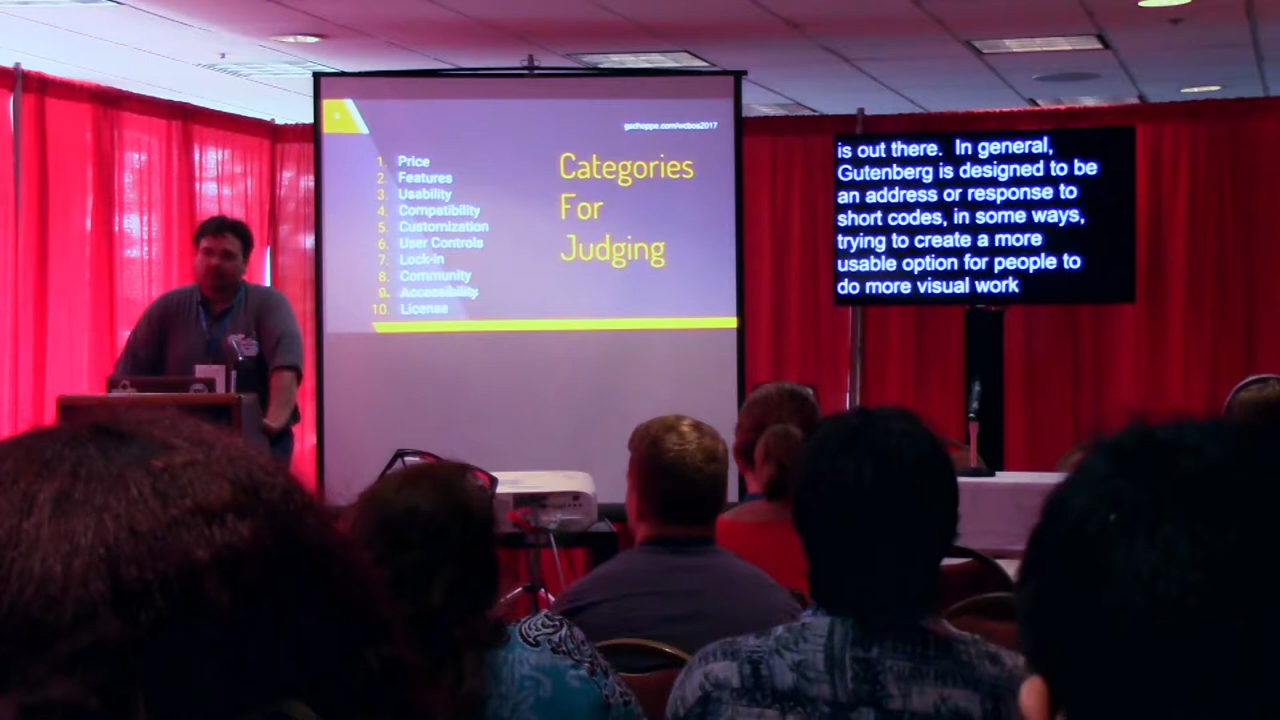 gschoppe.com/wcbos2017
1. Price
2. Features
3. Usability
4. Compatibility
5. Customization
6. User Controls
7. Lock-In
8. Community
9. Accessibility
10. License
Categories
For
Judging
is out there. In general,
Gutenberg is designed to be
an address or response to
short codes, in some ways,
trying to create a more
usable option for people to
do more visual work